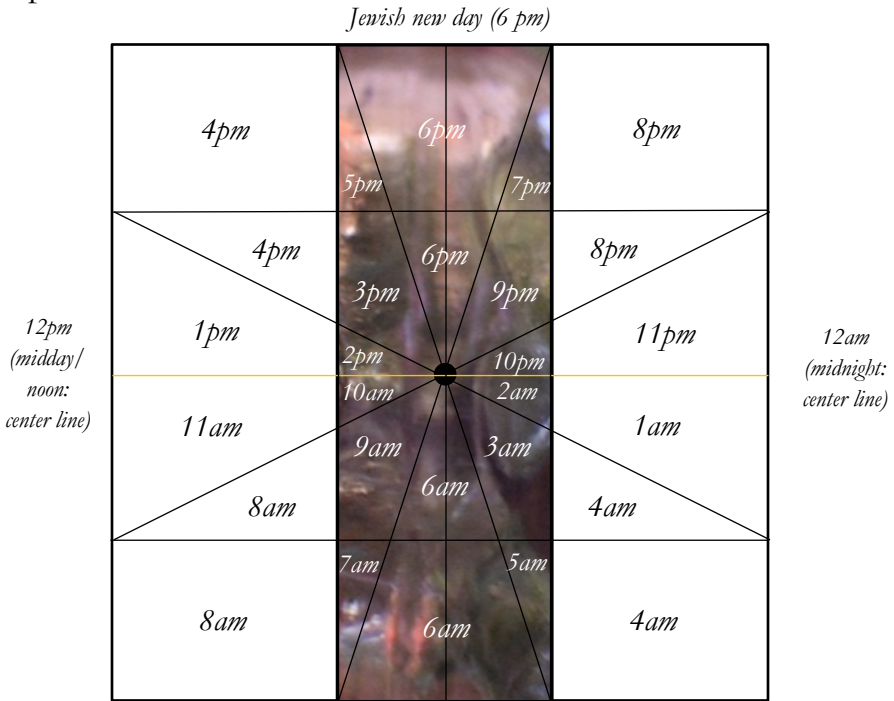 Jewish new day (6 pm)
4pm
6pm
8pm
5pm
7pm
4pm
6pm
8pm
3pm
9pm
12pm
(midday/
noon:
center line)
1pm
11pm
12am
(midnight:
center line)
2pm
10pm
10am
2am
11am
1am
9am
3am
6am
8am
4am
7am
5am
8am
6am
4am